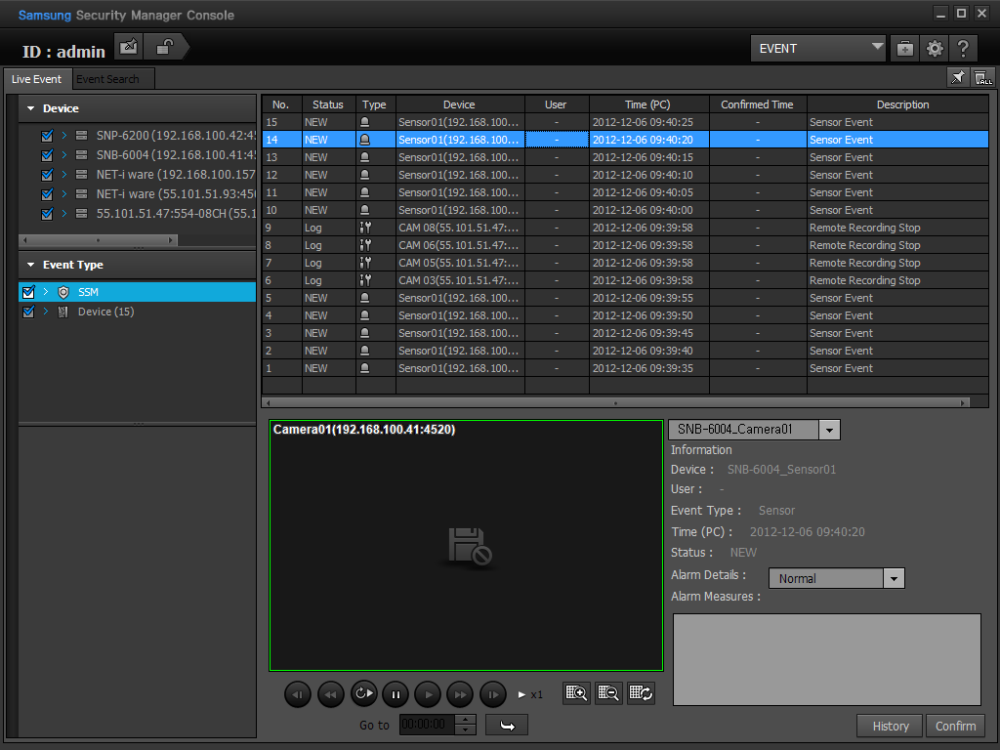 Samsung Security Manager Console
ID : admin
EVENT
Live Event Event Search
ALL
Device
SNP-6200 (192.168.100.42:4
SNB-6004 (192.168.100.41:4
NET-i ware (192.168.100.157
NET-i ware (55.101.51.93:45
55.101.51.47:554-08CH (55.1
Event Type
SSM
Device (15)
No. Status Type Device User Time (PC) Confirmed Time Description
15 NEW Sensor01(192.168.100... - 2012-12-06 09:40:25 - Sensor Event
14 NEW Sensor01(192.168.100... - 2012-12-06 09:40:20 - Sensor Event
13 NEW Sensor01(192.168.100... - 2012-12-06 09:40:15 - Sensor Event
12 NEW Sensor01(192.168.100... - 2012-12-06 09:40:10 - Sensor Event
11 NEW Sensor01(192.168.100... - 2012-12-06 09:40:05 - Sensor Event
10 NEW Sensor01(192.168.100... - 2012-12-06 09:40:00 - Sensor Event
9 Log CAM 08(55.101.51.47:... - 2012-12-06 09:39:58 - Remote Recording Stop
8 Log CAM 06(55.101.51.47:... - 2012-12-06 09:39:58 - Remote Recording Stop
7 Log CAM 05(55.101.51.47:... - 2012-12-06 09:39:58 - Remote Recording Stop
6 Log CAM 03(55.101.51.47:... - 2012-12-06 09:39:58 - Remote Recording Stop
5 NEW Sensor01(192.168.100... - 2012-12-06 09:39:55 - Sensor Event
4 NEW Sensor01(192.168.100... - 2012-12-06 09:39:50 - Sensor Event
3 NEW Sensor01(192.168.100... - 2012-12-06 09:39:45 - Sensor Event
2 NEW Sensor01(192.168.100... - 2012-12-06 09:39:40 - Sensor Event
1 NEW Sensor01(192.168.100... - 2012-12-06 09:39:35 - Sensor Event
Camera01(192.168.100.41:4520)
x1
Go to 00:00:00
SNB-6004_Camera01
Information
Device : SNB-6004_Sensor01
User : -
Event Type : Sensor
Time (PC) : 2012-12-06 09:40:20
Status : NEW
Alarm Details : Normal
Alarm Measures :
History Confirm